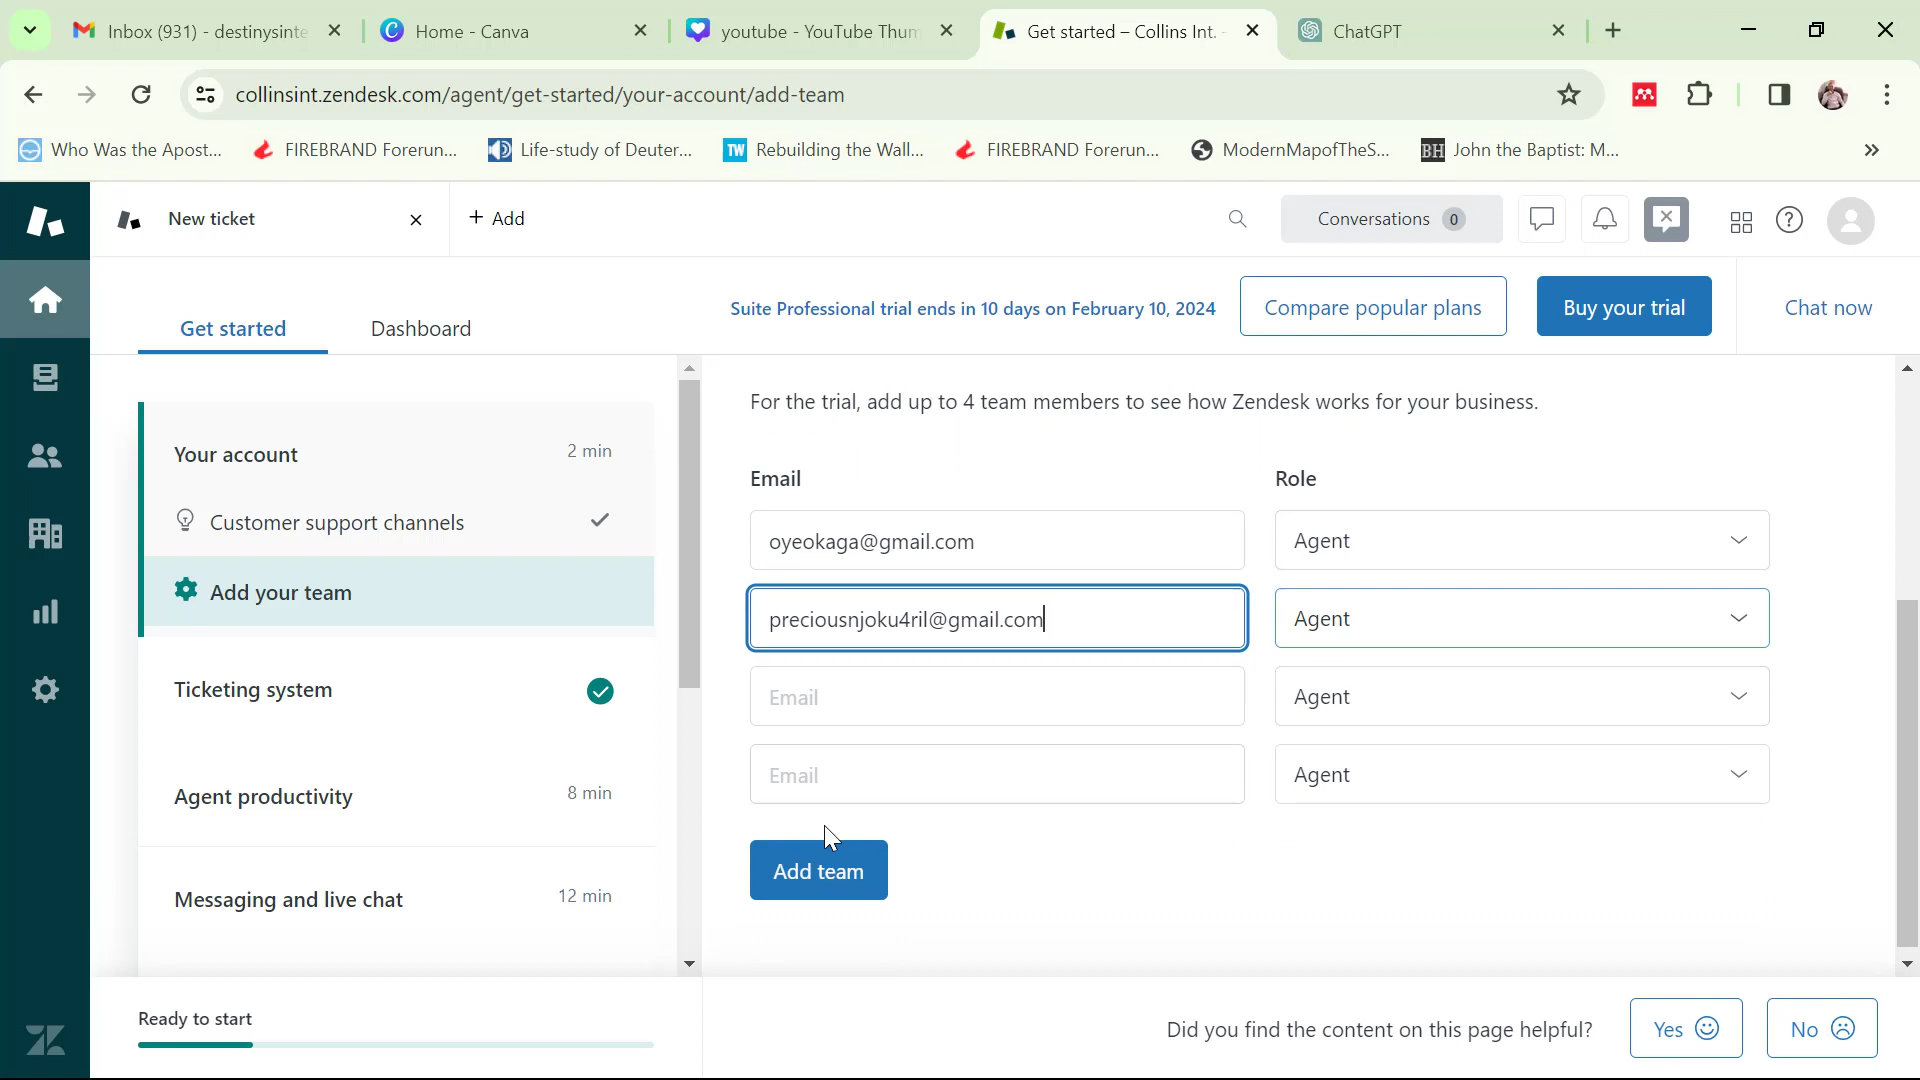 Inbox (931) - destinysinte
Home - Canva
youtube - YouTube Thum
Get started – Collins Int. -
ChatGPT
collinsint.zendesk.com/agent/get-started/your-account/add-team
Who Was the Apost...
FIREBRAND Forerun...
Life-study of Deuter...
TW
Rebuilding the Wall...
FIREBRAND Forerun...
ModernMapofTheS...
BH
John the Baptist: M...
New ticket
+ Add
Conversations 0
Get started
Dashboard
Suite Professional trial ends in 10 days on February 10, 2024
Compare popular plans
Buy your trial
Chat now
Your account
2 min
Customer support channels
Add your team
Ticketing system
Agent productivity
8 min
Messaging and live chat
12 min
Ready to start
For the trial, add up to 4 team members to see how Zendesk works for your business.
Email
Role
oyeokaga@gmail.com
Agent
preciousnjoku4ril@gmail.com
Agent
Email
Agent
Email
Agent
Add team
Did you find the content on this page helpful?
Yes
No